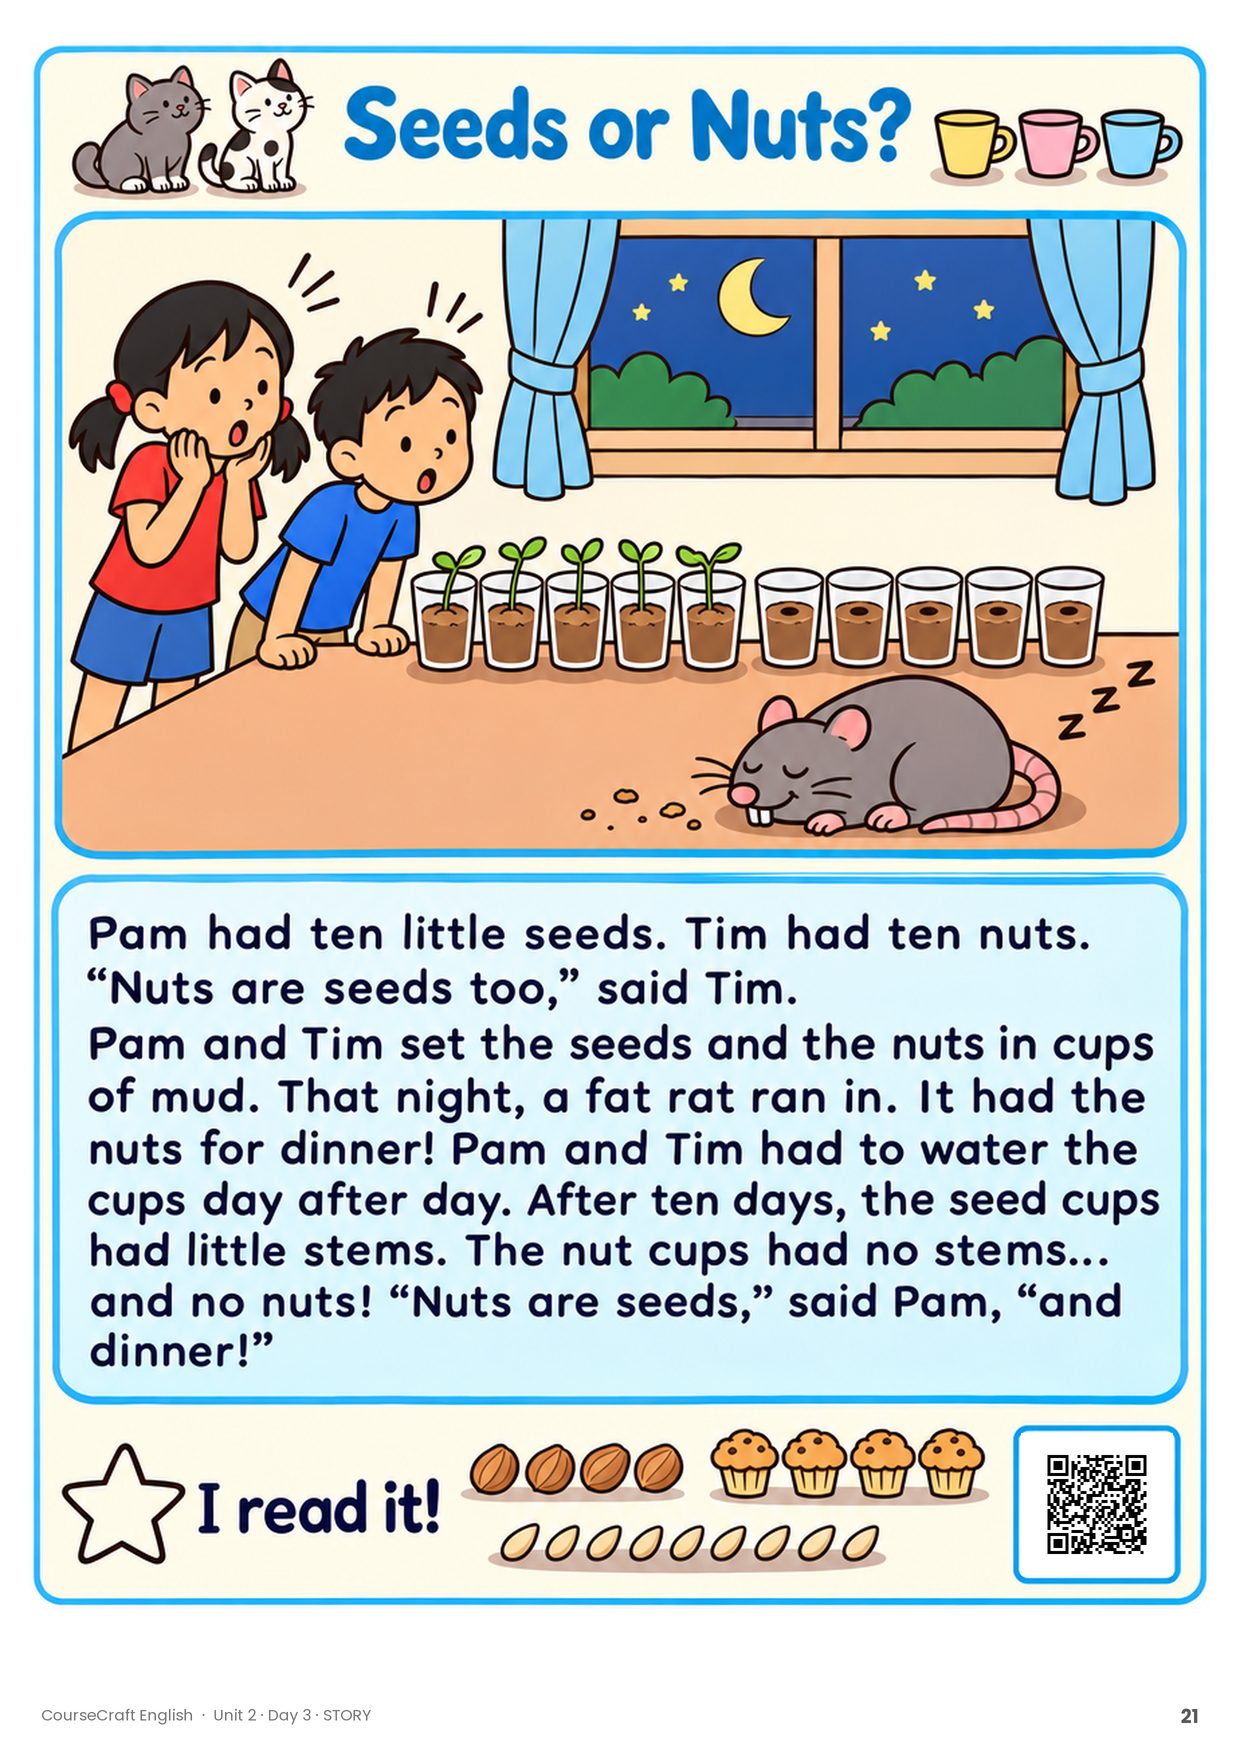 Seeds or Nuts?
z z z
Pam had ten little seeds. Tim had ten nuts.
“Nuts are seeds too,” said Tim.
Pam and Tim set the seeds and the nuts in cups
of mud. That night, a fat rat ran in. It had the
nuts for dinner! Pam and Tim had to water the
cups day after day. After ten days, the seed cups
had little stems. The nut cups had no stems...
and no nuts! “Nuts are seeds,” said Pam, “and
dinner!”
I read it!
CourseCraft English · Unit 2 · Day 3 · STORY
21